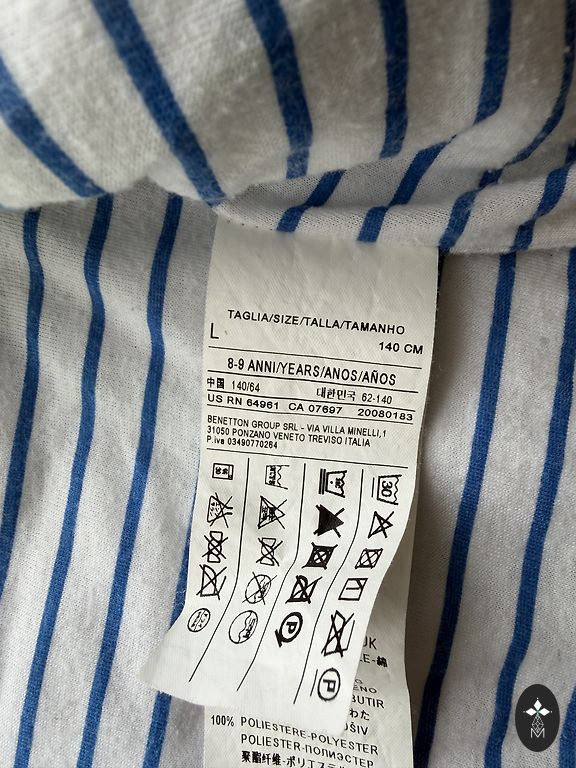 TAGLIA/SIZE/TALLA/TAMANHO
L
140 CM
8-9 ANNI/YEARS/ANOS/AÑOS
中国 140/64 대한민국 62-140
US RN 64961 CA 07697 20080183
BENETTON GROUP SRL - VIA VILLA MINELLI,1
31050 PONZANO VENETO TREVISO ITALIA
P.iva 03490770264
30
P
P
UK
E-綿
ENO
BUTIR
わた
OŠIV
100% POLIESTERE-POLYESTER
POLIESTER-ПОЛИЭСТЕР
聚酯纤维-ポリエステル
M